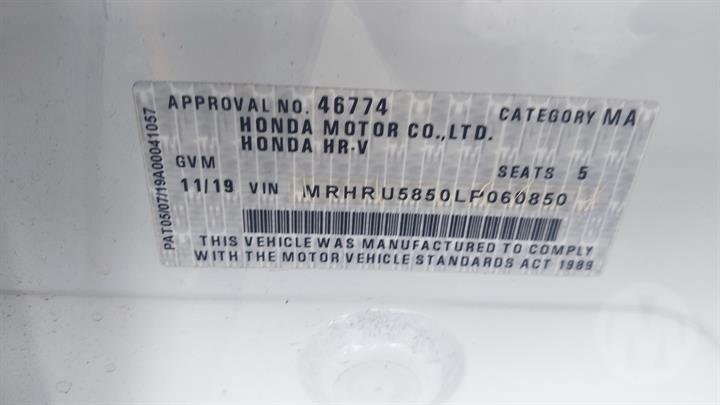 APPROVAL NO. 46774 CATEGORY MA
HONDA MOTOR CO.,LTD.
HONDA HR-V
GVM SEATS 5
11/19 VIN MRHRU5850LP060850
THIS VEHICLE WAS MANUFACTURED TO COMPLY
WITH THE MOTOR VEHICLE STANDARDS ACT 1989
PAT05/07/19A00041057